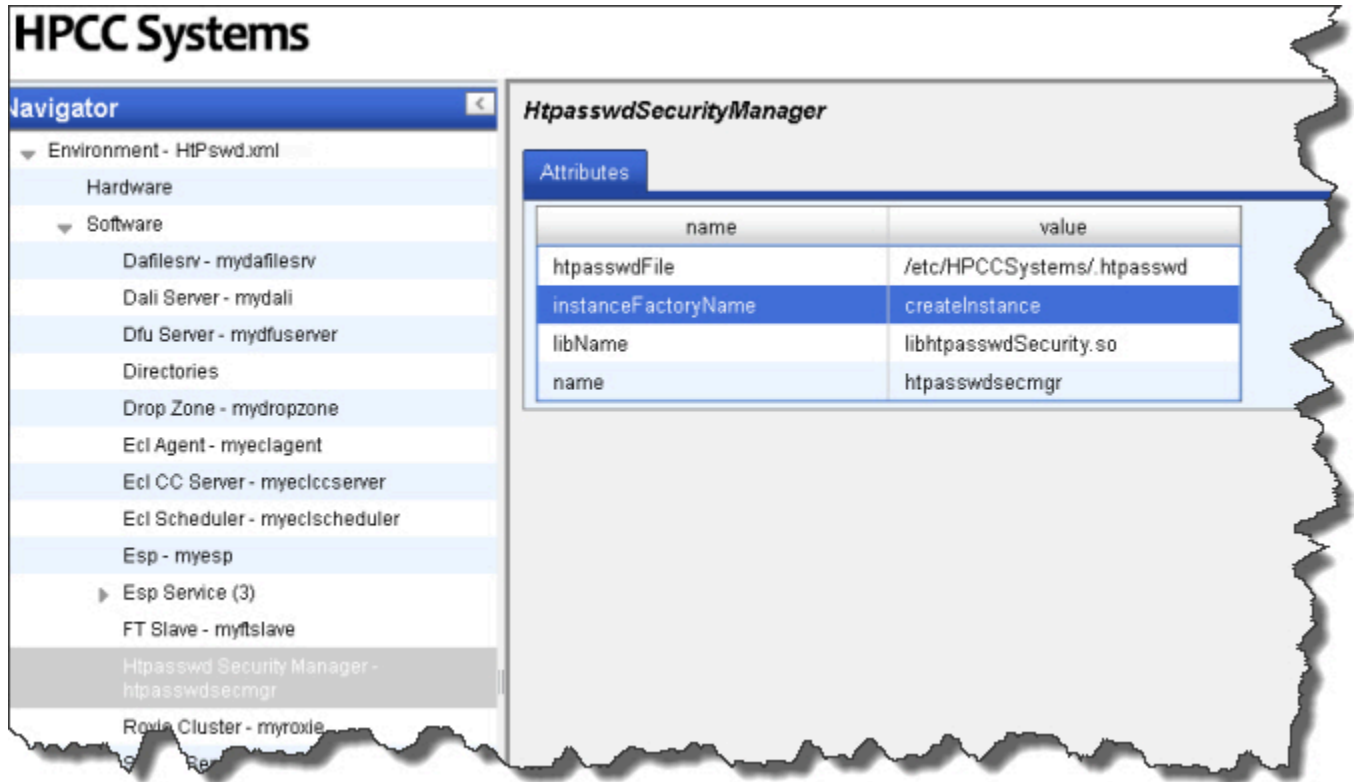 HPCC Systems
Navigator
Environment - HtPswd.xml
Hardware
Software
Dafilesrv - mydafilesrv
Dali Server - mydali
Dfu Server - mydfuserver
Directories
Drop Zone - mydropzone
Ecl Agent - myeclagent
Ecl CC Server - myeclccserver
Ecl Scheduler - myeclscheduler
Esp - myesp
Esp Service (3)
FT Slave - myftslave
Htpasswd Security Manager -
htpasswdsecmgr
Roxie Cluster - myroxie
HtpasswdSecurityManager
Attributes
name value
htpasswdFile /etc/HPCCSystems/.htpasswd
instanceFactoryName createInstance
libName libhtpasswdSecurity.so
name htpasswdsecmgr